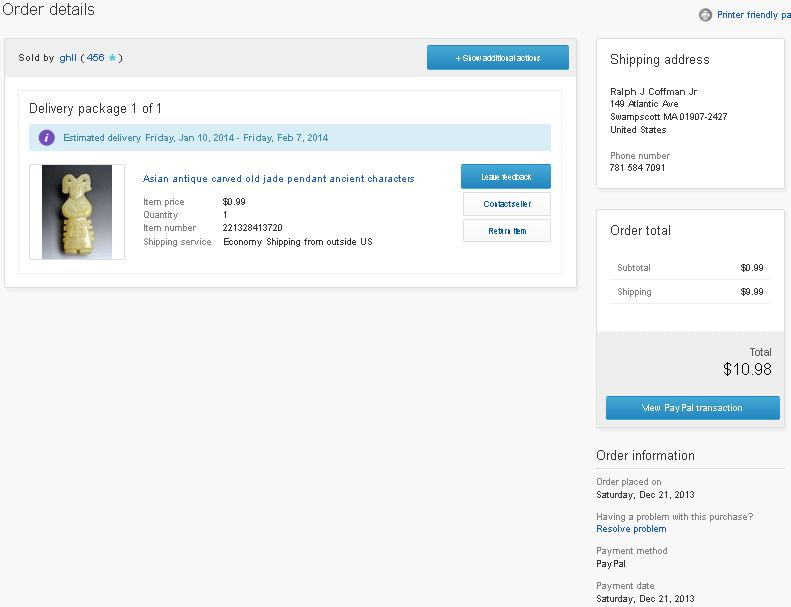 Order details
Printer friendly pa
Sold by ghll ( 456 ★ )
+ Show additional actions
Delivery package 1 of 1
Estimated delivery Friday, Jan 10, 2014 - Friday, Feb 7, 2014
Asian antique carved old jade pendant ancient characters
Item price $0.99
Quantity 1
Item number 221328413720
Shipping service Economy Shipping from outside US
Leave feedback
Contact seller
Return item
Shipping address
Ralph J Coffman Jr
149 Atlantic Ave
Swampscott MA 01907-2427
United States
Phone number
781 584 7091
Order total
Subtotal $0.99
Shipping $9.99
Total
$10.98
View PayPal transaction
Order information
Order placed on
Saturday, Dec 21, 2013
Having a problem with this purchase?
Resolve problem
Payment method
PayPal
Payment date
Saturday, Dec 21, 2013